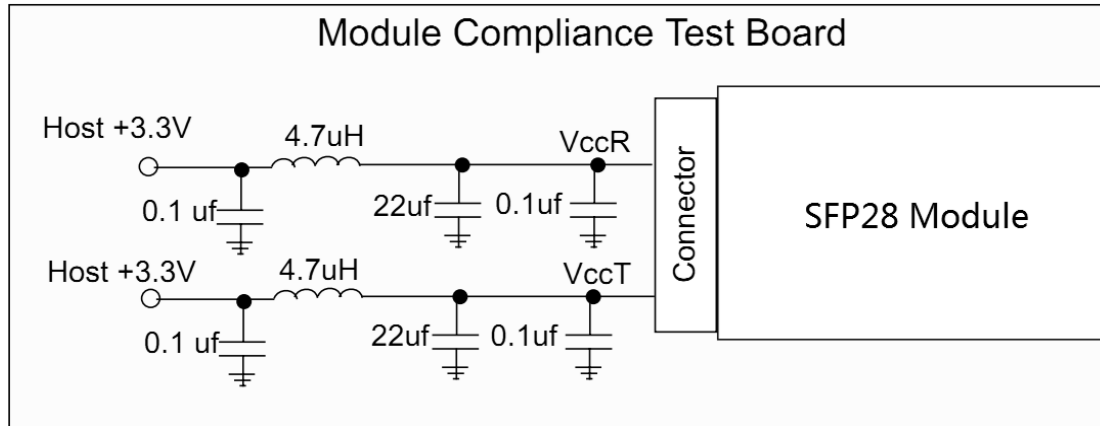 Module Compliance Test Board
Host +3.3V
4.7uH
VccR
0.1 uf
22uf
0.1uf
Host +3.3V
4.7uH
VccT
0.1 uf
22uf
0.1uf
Connector
SFP28 Module